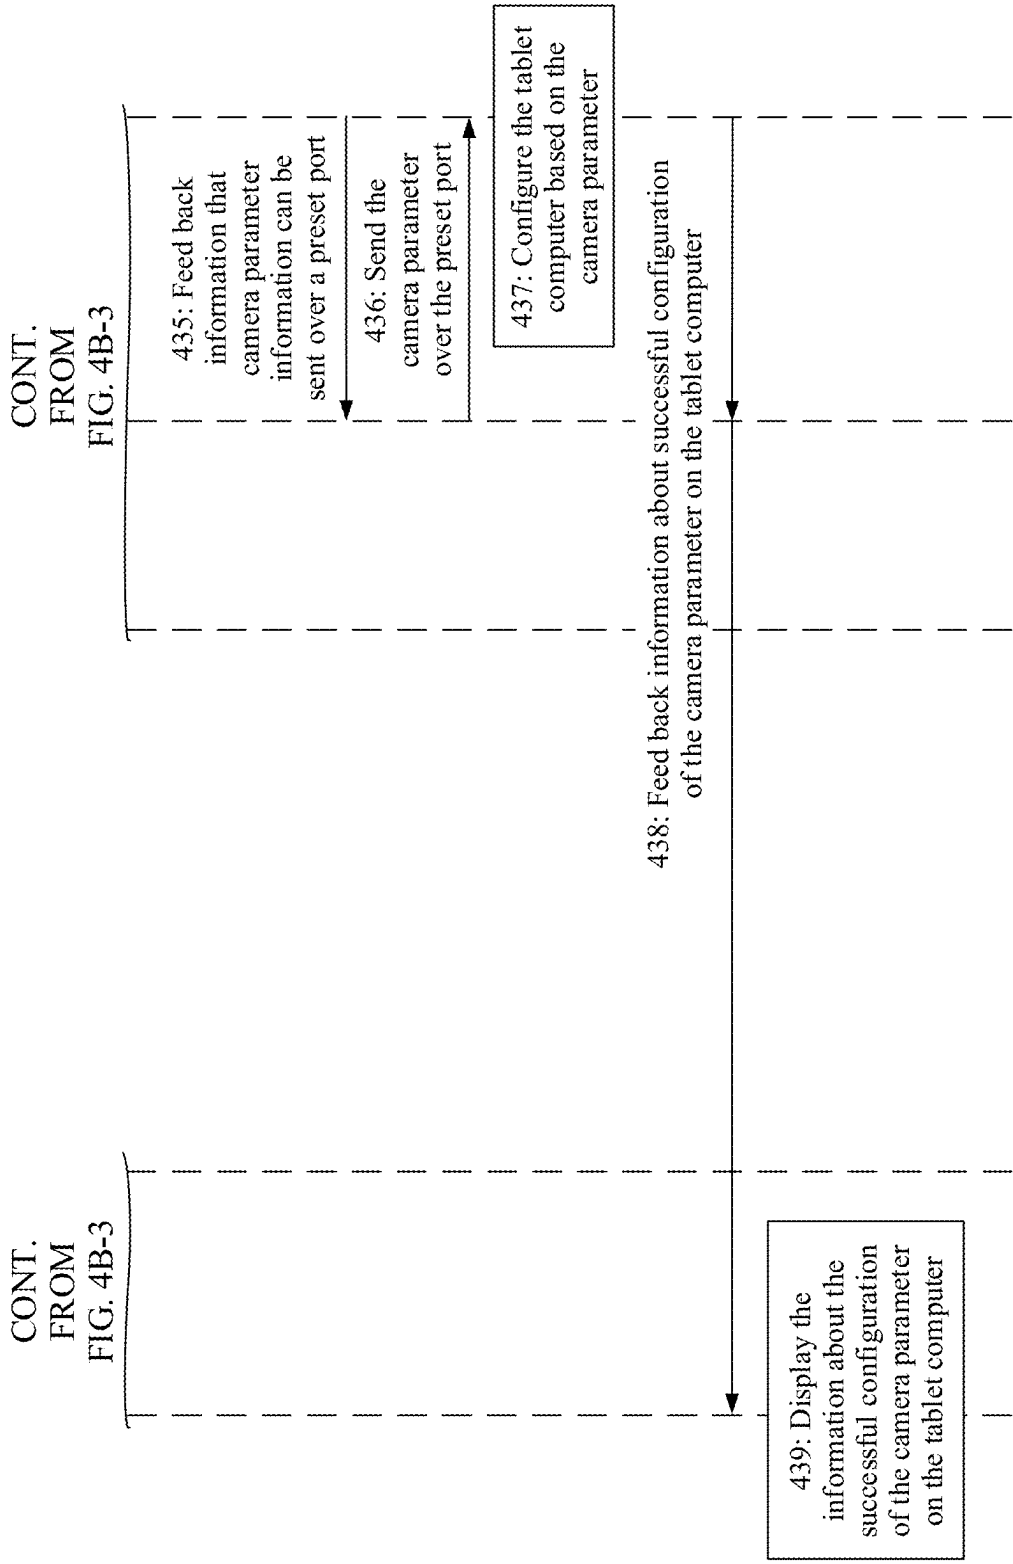 CONT.
FROM
FIG. 4B-3
CONT.
FROM
FIG. 4B-3
435: Feed back
information that
camera parameter
information can be
sent over a preset port
436: Send the
camera parameter
over the preset port
437: Configure the tablet
computer based on the
camera parameter
438: Feed back information about successful configuration
of the camera parameter on the tablet computer
439: Display the
information about the
successful configuration
of the camera parameter
on the tablet computer